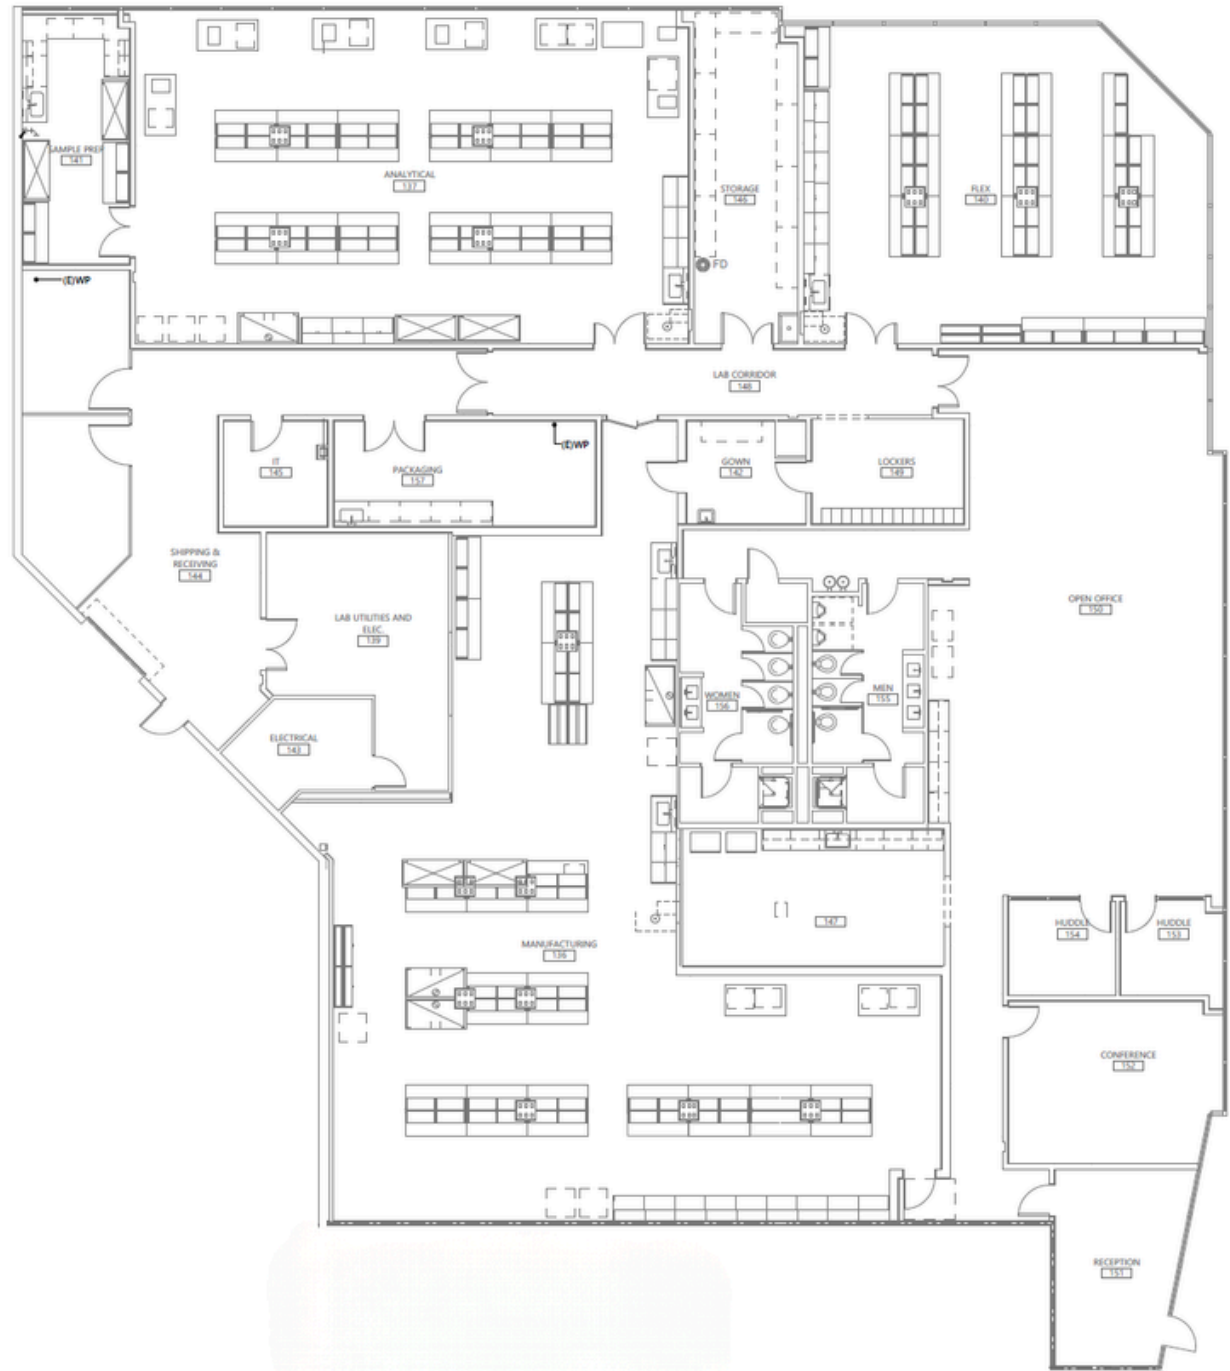 SAMPLE PREP
141
ANALYTICAL
137
STORAGE
146
FLEX
140
FD
(E)WP
LAB CORRIDOR
148
IT
145
PACKAGING
157
(E)WP
GOWN
142
LOCKERS
149
SHIPPING &
RECEIVING
144
LAB UTILITIES AND
ELEC.
139
OPEN OFFICE
150
WOMEN
156
MEN
155
ELECTRICAL
143
147
HUDDLE
154
HUDDLE
153
MANUFACTURING
136
CONFERENCE
152
RECEPTION
151